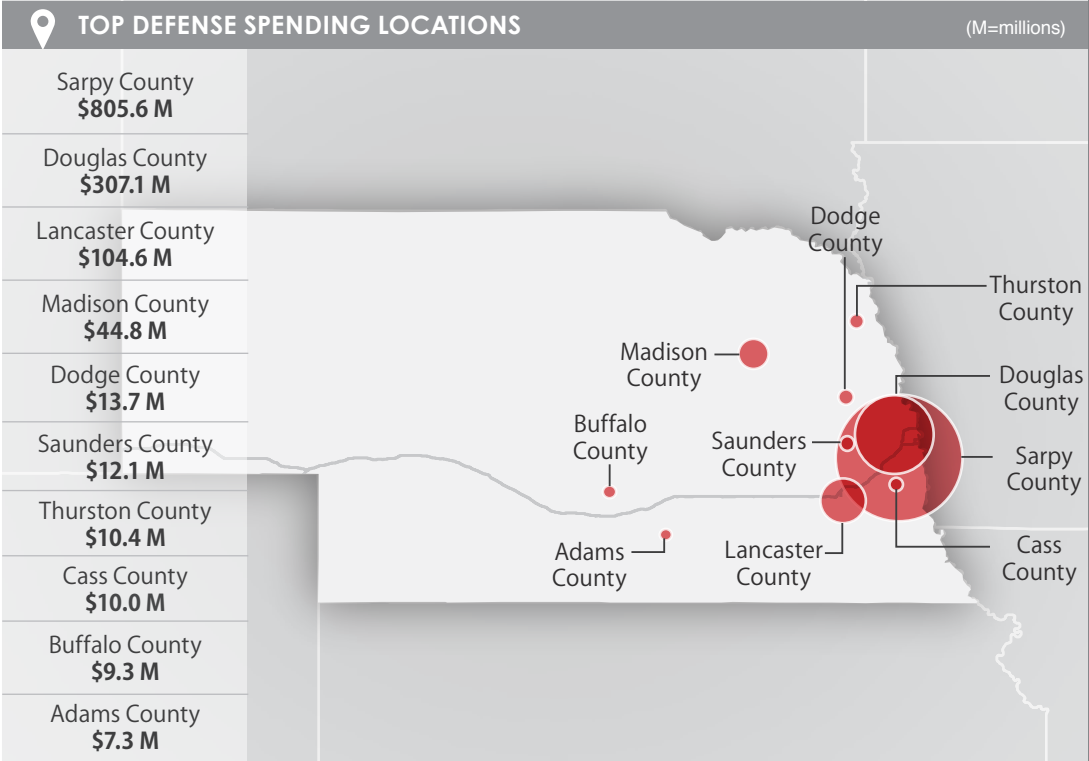 TOP DEFENSE SPENDING LOCATIONS
(M=millions)
Sarpy County
$805.6 M
Douglas County
$307.1 M
Lancaster County
$104.6 M
Madison County
$44.8 M
Dodge County
$13.7 M
Saunders County
$12.1 M
Thurston County
$10.4 M
Cass County
$10.0 M
Buffalo County
$9.3 M
Adams County
$7.3 M
Dodge
County
Thurston
County
Madison
County
Douglas
County
Buffalo
County
Saunders
County
Sarpy
County
Adams
County
Lancaster
County
Cass
County